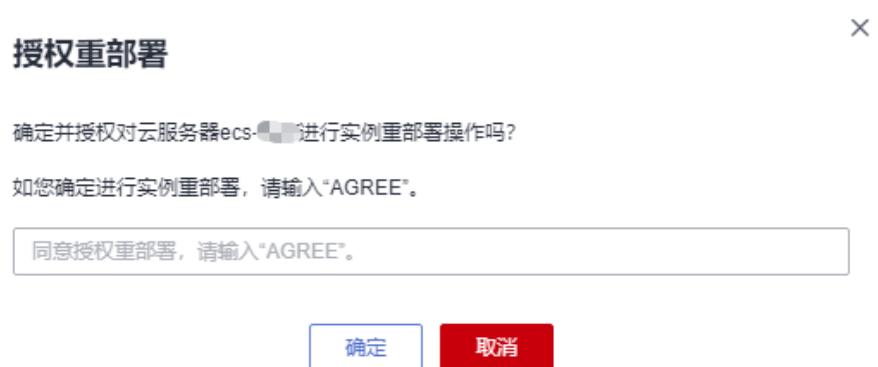 授权重部署
确定并授权对云服务器ecs-进行实例重部署操作吗？
如您确定进行实例重部署，请输入“AGREE”。
同意授权重部署，请输入“AGREE”。
确定
取消